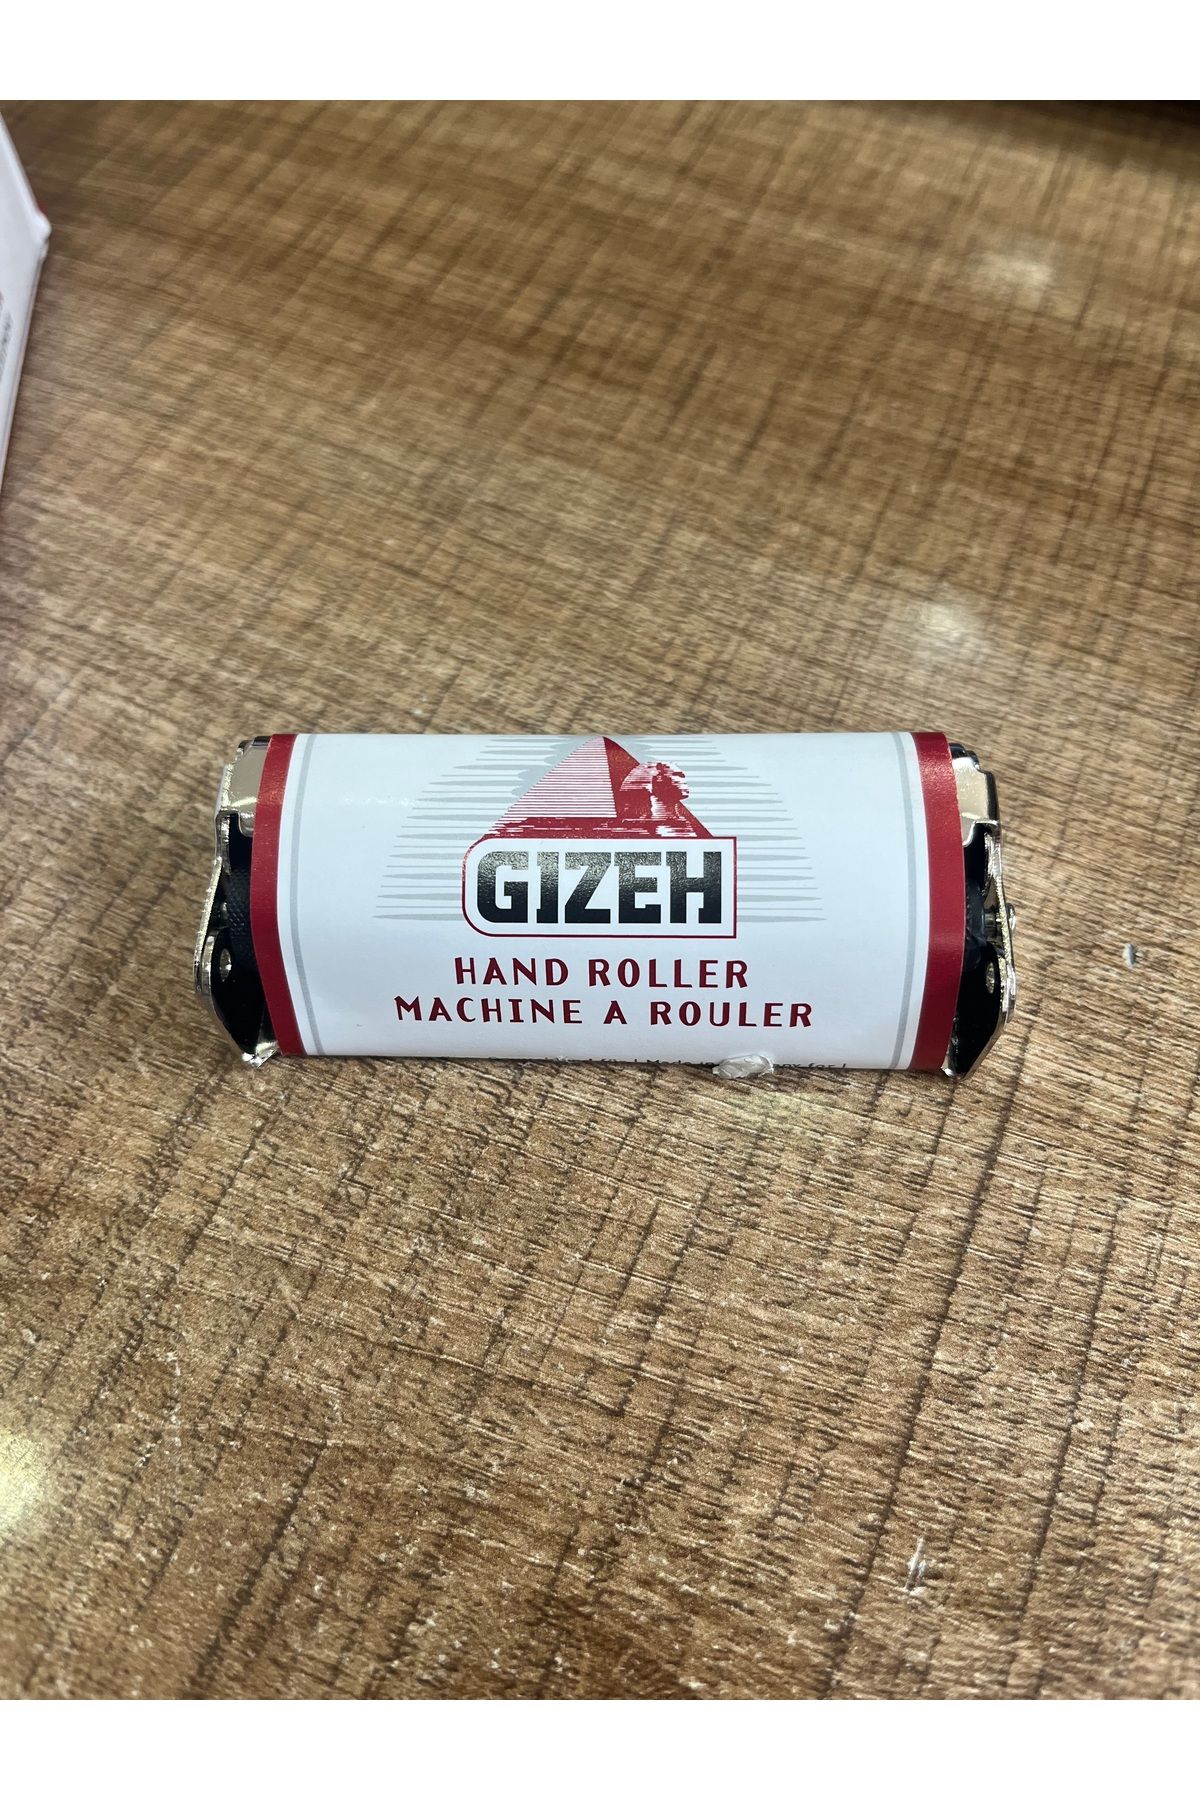 GIZEH
HAND ROLLER
MACHINE A ROULER